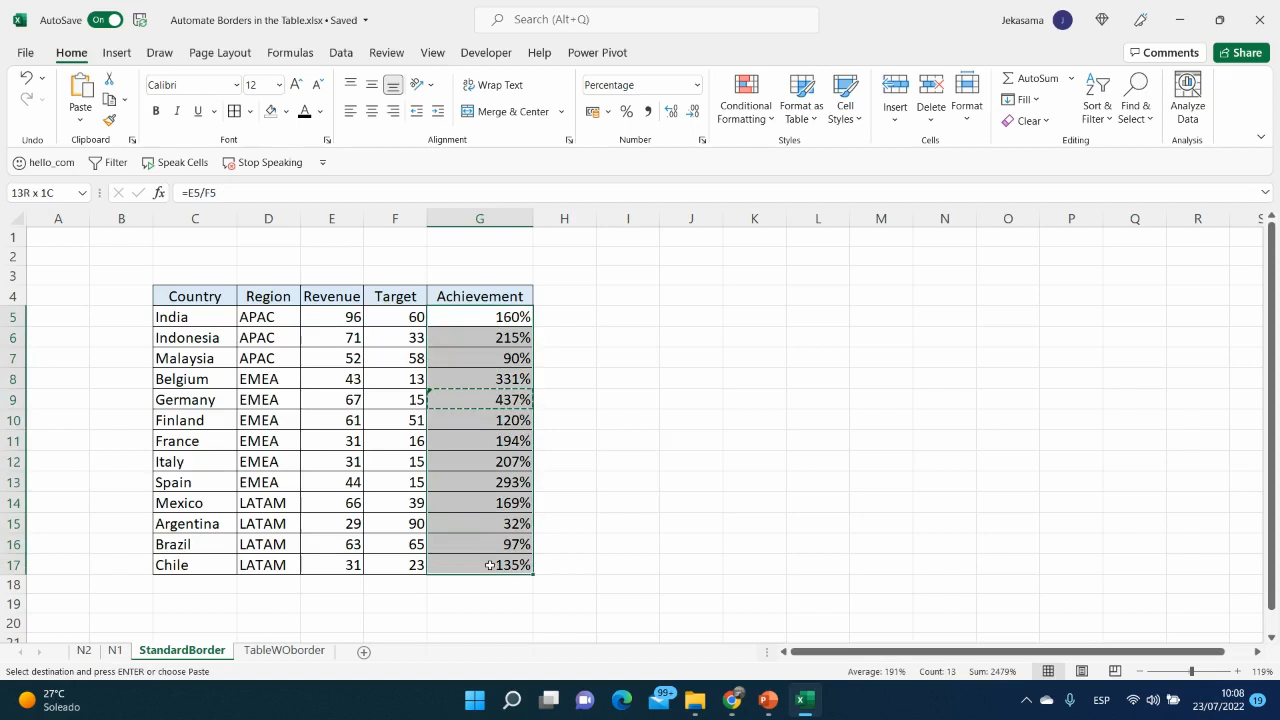 AutoSave On Automate Borders in the Table.xlsx • Saved Search (Alt+Q) Jekasama J
File Home Insert Draw Page Layout Formulas Data Review View Developer Help Power Pivot Comments Share
Calibri 12 Wrap Text Percentage AutoSum
Paste B I U A Merge & Center % Conditional Formatting Format as Table Cell Styles Insert Delete Format Fill Clear Sort & Filter Find & Select Analyze Data
Undo Clipboard Font Alignment Number Styles Cells Editing Analysis
hello_com Filter Speak Cells Stop Speaking
13R x 1C fx =E5/F5
A B C D E F G H I J K L M N O P Q R S
1
2
3
4 Country Region Revenue Target Achievement
5 India APAC 96 60 160%
6 Indonesia APAC 71 33 215%
7 Malaysia APAC 52 58 90%
8 Belgium EMEA 43 13 331%
9 Germany EMEA 67 15 437%
10 Finland EMEA 61 51 120%
11 France EMEA 31 16 194%
12 Italy EMEA 31 15 207%
13 Spain EMEA 44 15 293%
14 Mexico LATAM 66 39 169%
15 Argentina LATAM 29 90 32%
16 Brazil LATAM 63 65 97%
17 Chile LATAM 31 23 135%
18
19
20
21
N2 N1 StandardBorder TableWOborder
Select destination and press ENTER or choose Paste Average: 191% Count: 13 Sum: 2479% 119%
27°C 99+ ESP 10:08
Soleado 23/07/2022 19